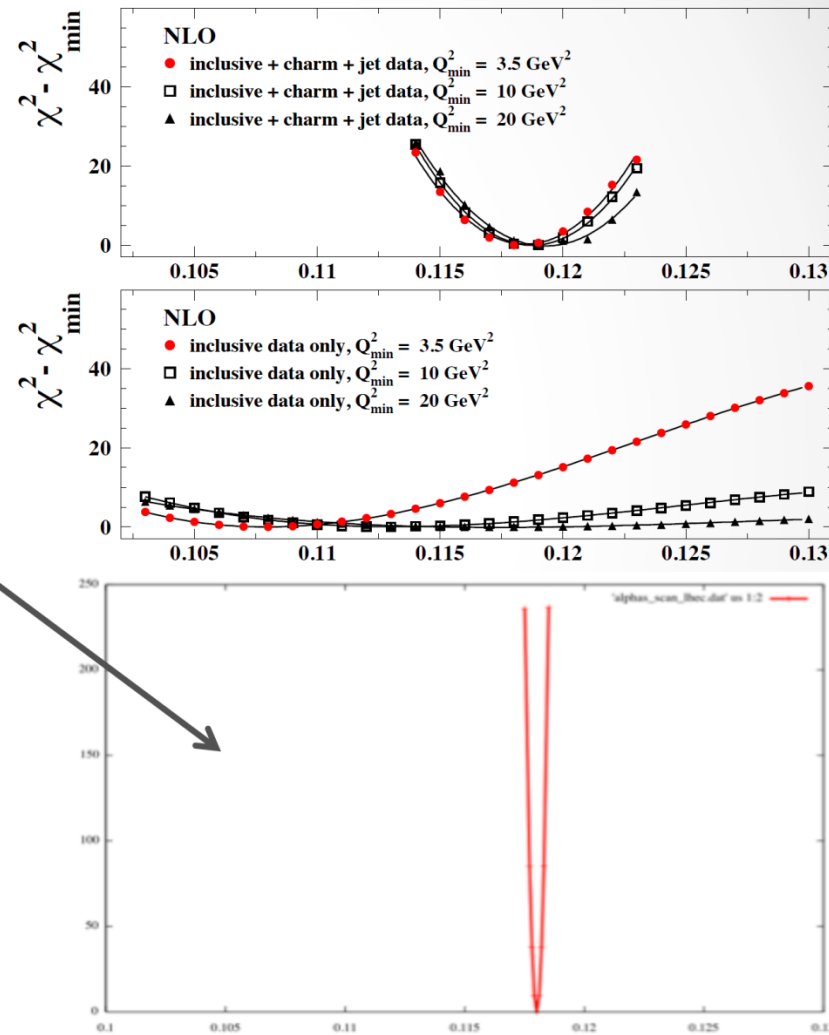 χ² - χ²min
NLO
inclusive + charm + jet data, Q²min = 3.5 GeV²
inclusive + charm + jet data, Q²min = 10 GeV²
inclusive + charm + jet data, Q²min = 20 GeV²
40
20
0
0.105 0.11 0.115 0.12 0.125 0.13
χ² - χ²min
NLO
inclusive data only, Q²min = 3.5 GeV²
inclusive data only, Q²min = 10 GeV²
inclusive data only, Q²min = 20 GeV²
40
20
0
0.105 0.11 0.115 0.12 0.125 0.13
250
'alphas_scan_lhec.dat' us 1:2
200
150
100
50
0
0.1 0.105 0.11 0.115 0.12 0.125